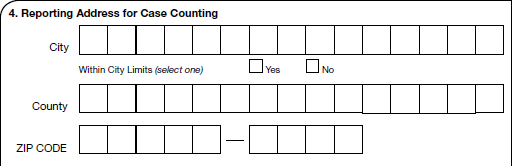 4. Reporting Address for Case Counting
City
Within City Limits (select one) Yes No
County
ZIP CODE —